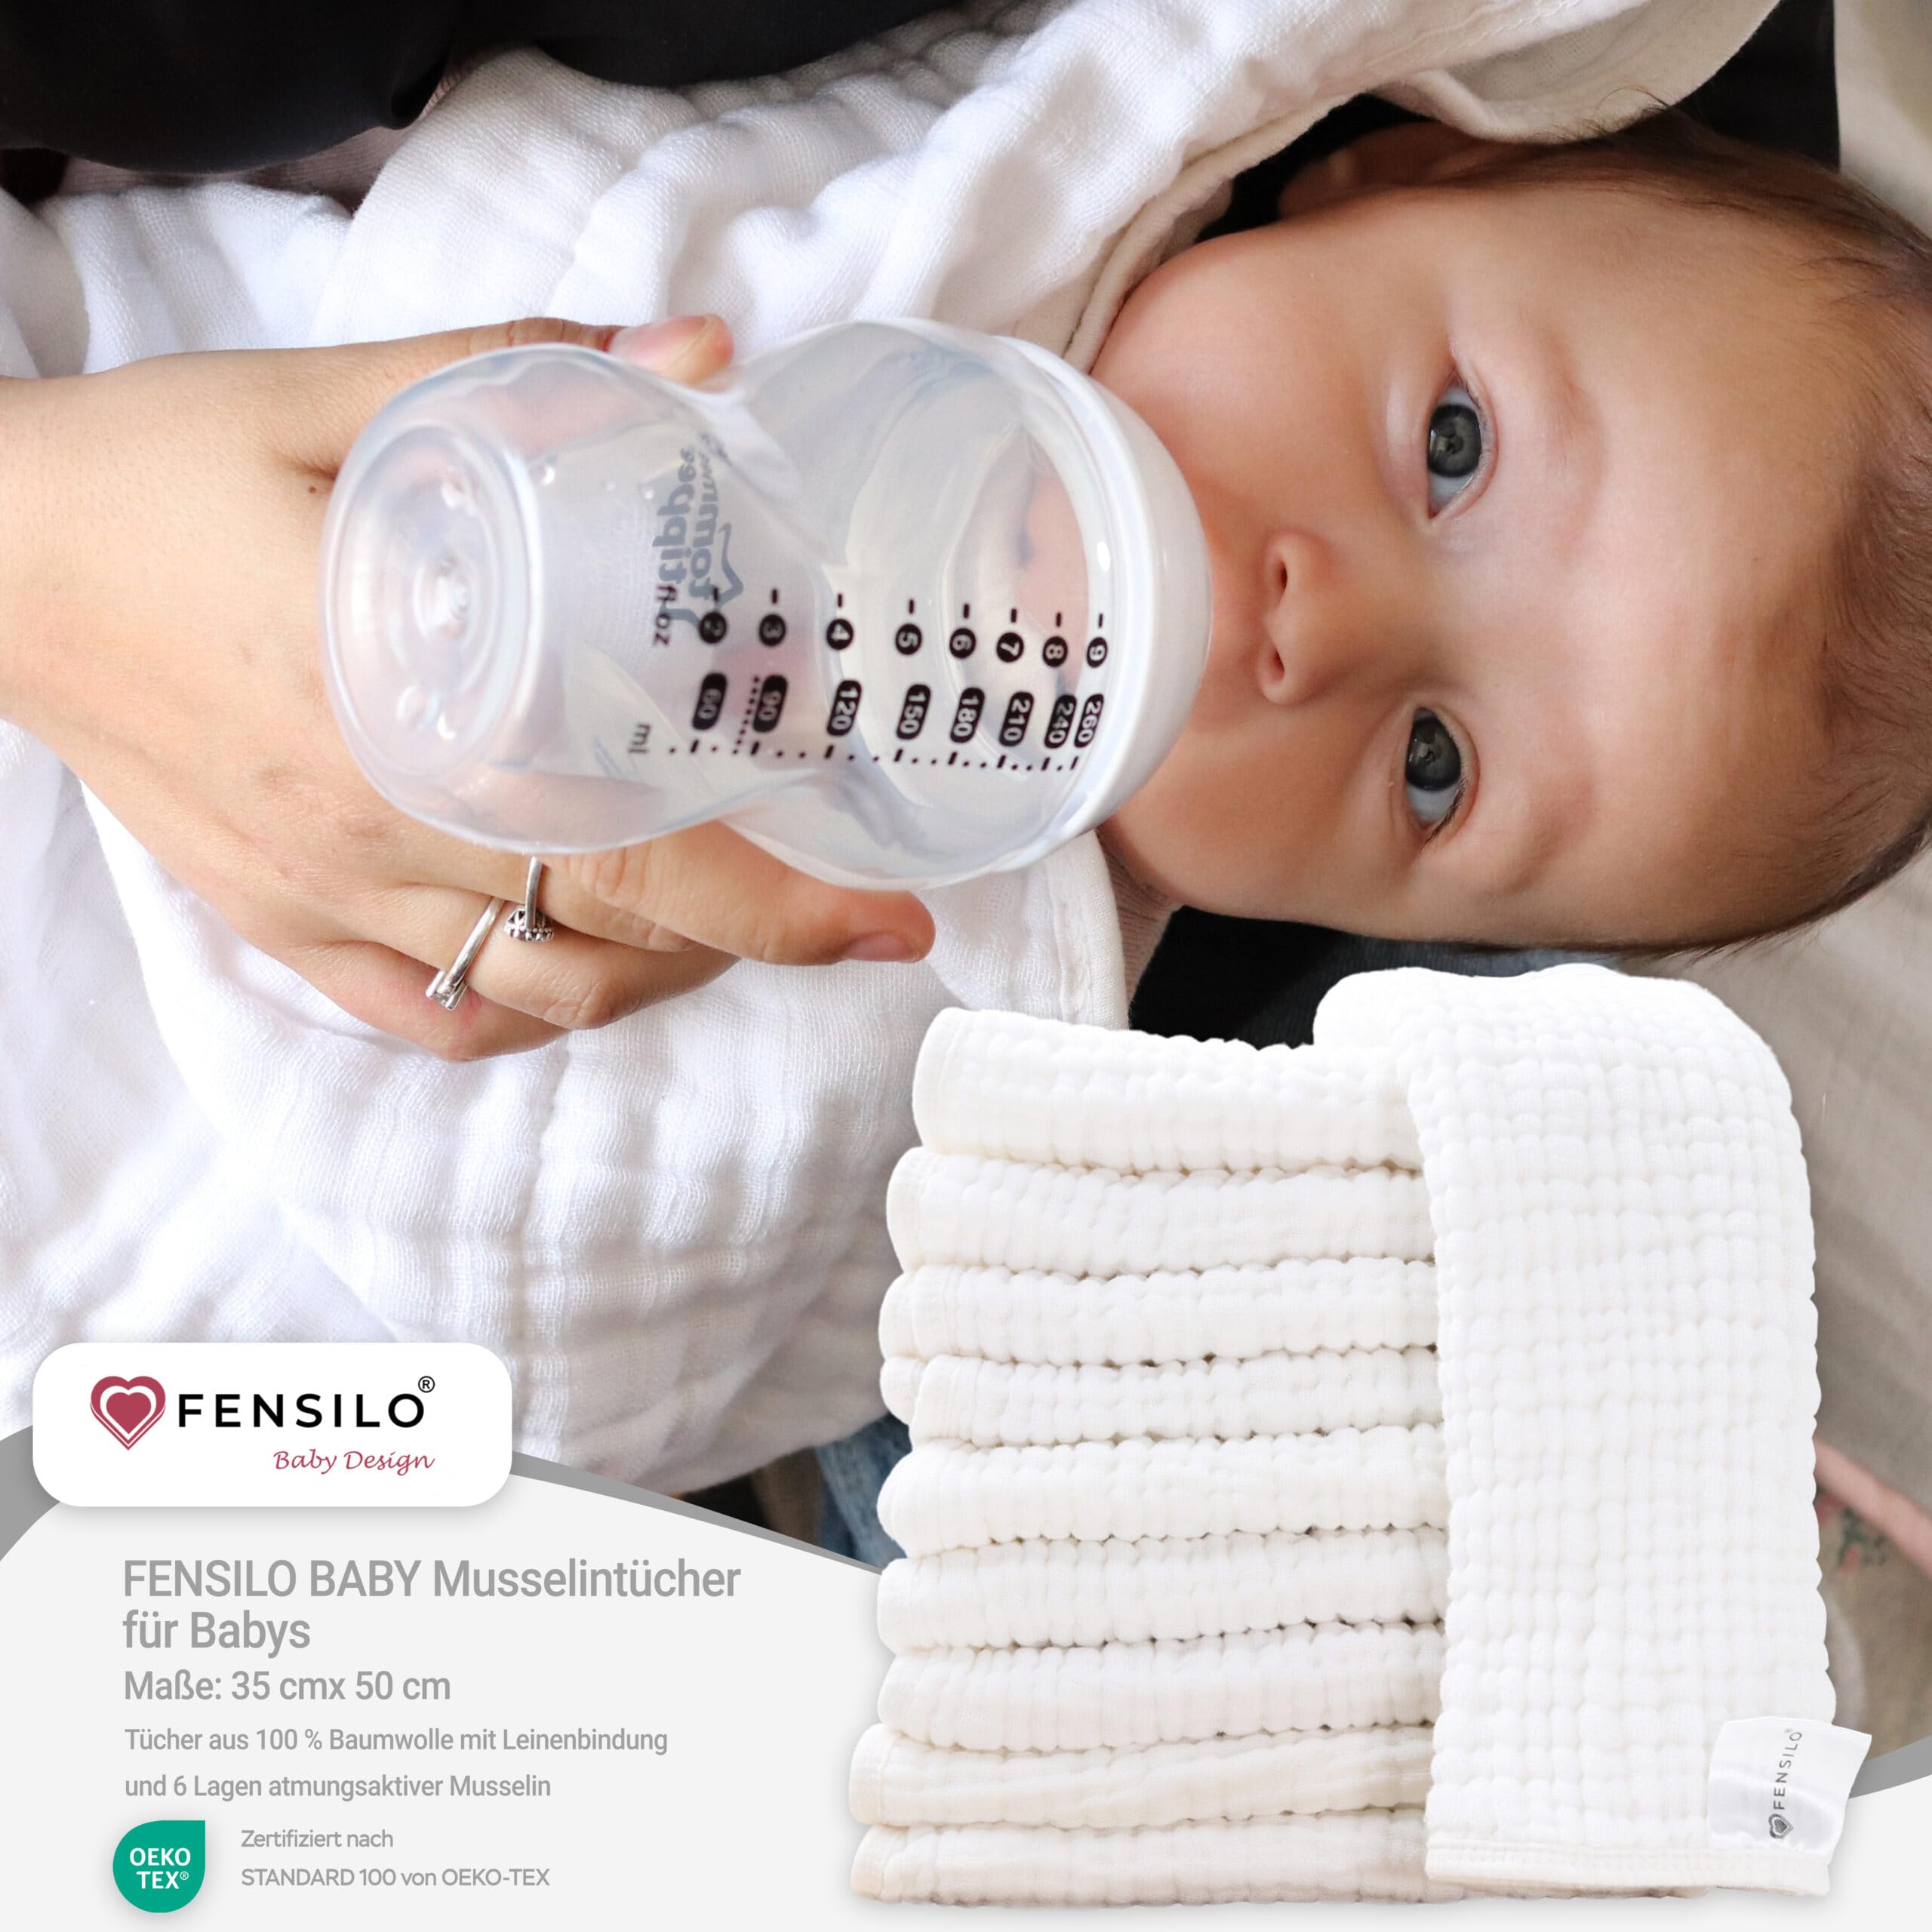 tommee
tippee
fl oz
2
3
4
5
6
7
8
9
60
90
120
150
180
210
240
260
ml
FENSILO®
Baby Design
FENSILO BABY Musselintücher
für Babys
Maße: 35 cmx 50 cm
Tücher aus 100 % Baumwolle mit Leinenbindung
und 6 Lagen atmungsaktiver Musselin
OEKO
TEX®
Zertifiziert nach
STANDARD 100 von OEKO-TEX
FENSILO®